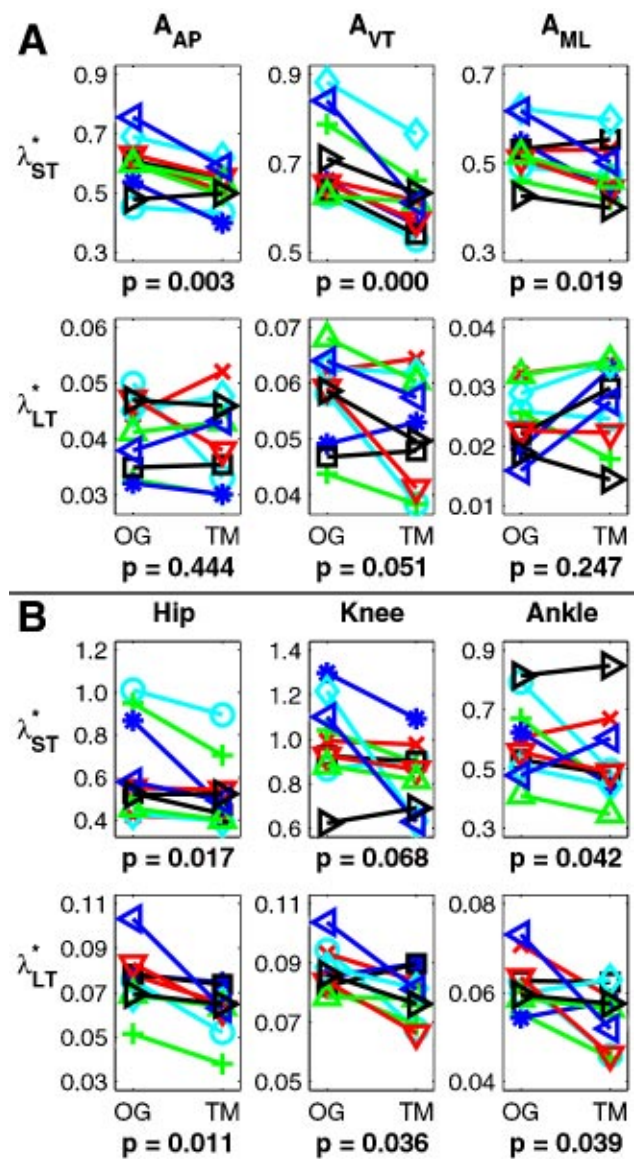 A A_AP A_VT A_ML
λ*_ST 0.9 0.7 0.5 0.3 0.9 0.7 0.5 0.7 0.5 0.3
p = 0.003 p = 0.000 p = 0.019
λ*_LT 0.06 0.05 0.04 0.03 0.07 0.06 0.05 0.04 0.04 0.03 0.02 0.01
OG TM OG TM OG TM
p = 0.444 p = 0.051 p = 0.247
B Hip Knee Ankle
λ*_ST 1.2 1.0 0.8 0.6 0.4 1.4 1.2 1.0 0.8 0.6 0.9 0.7 0.5 0.3
p = 0.017 p = 0.068 p = 0.042
λ*_LT 0.11 0.09 0.07 0.05 0.03 0.11 0.09 0.07 0.05 0.08 0.06 0.04
OG TM OG TM OG TM
p = 0.011 p = 0.036 p = 0.039